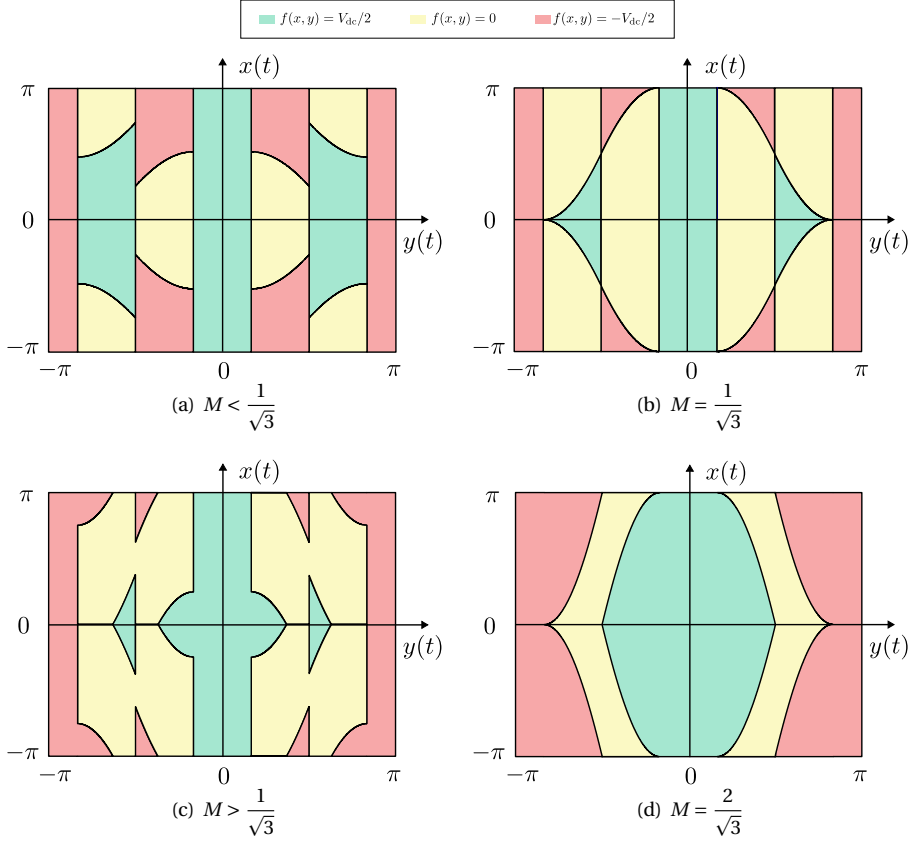 f(x, y) = V_dc/2 f(x, y) = 0 f(x, y) = −V_dc/2
x(t)
π
0
y(t)
−π
−π 0 π
(a) M < 1/√3
x(t)
π
0
y(t)
−π
−π 0 π
(b) M = 1/√3
x(t)
π
0
y(t)
−π
−π 0 π
(c) M > 1/√3
x(t)
π
0
y(t)
−π
−π 0 π
(d) M = 2/√3